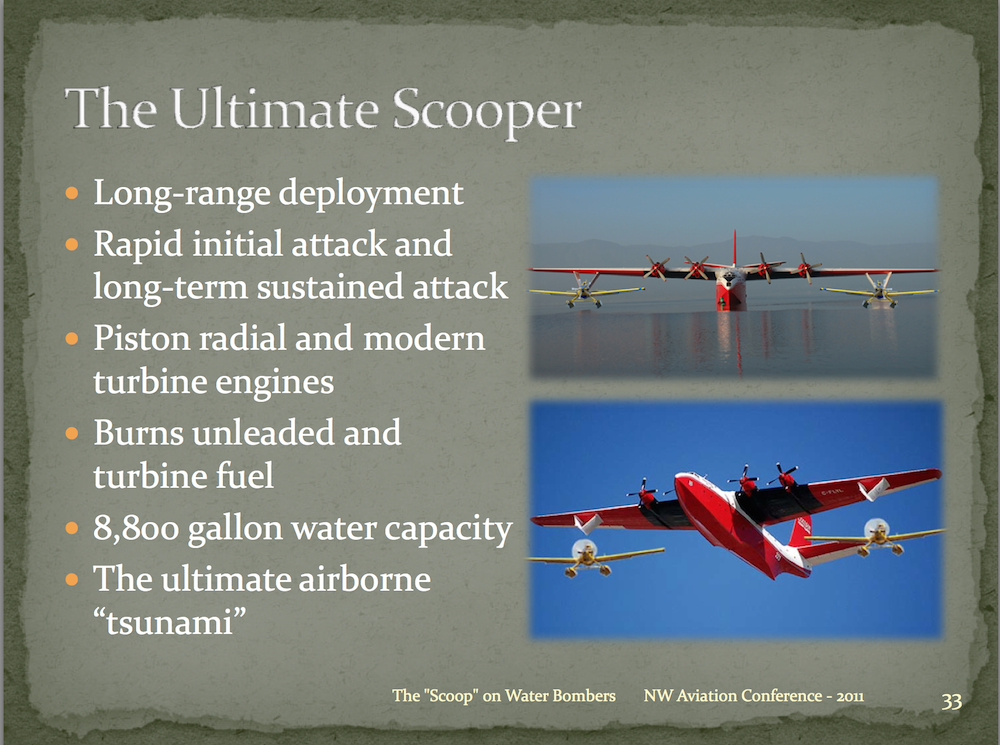 The Ultimate Scooper
Long-range deployment
Rapid initial attack and
long-term sustained attack
Piston radial and modern
turbine engines
Burns unleaded and
turbine fuel
8,800 gallon water capacity
The ultimate airborne
“tsunami”
The "Scoop" on Water Bombers
NW Aviation Conference - 2011
33